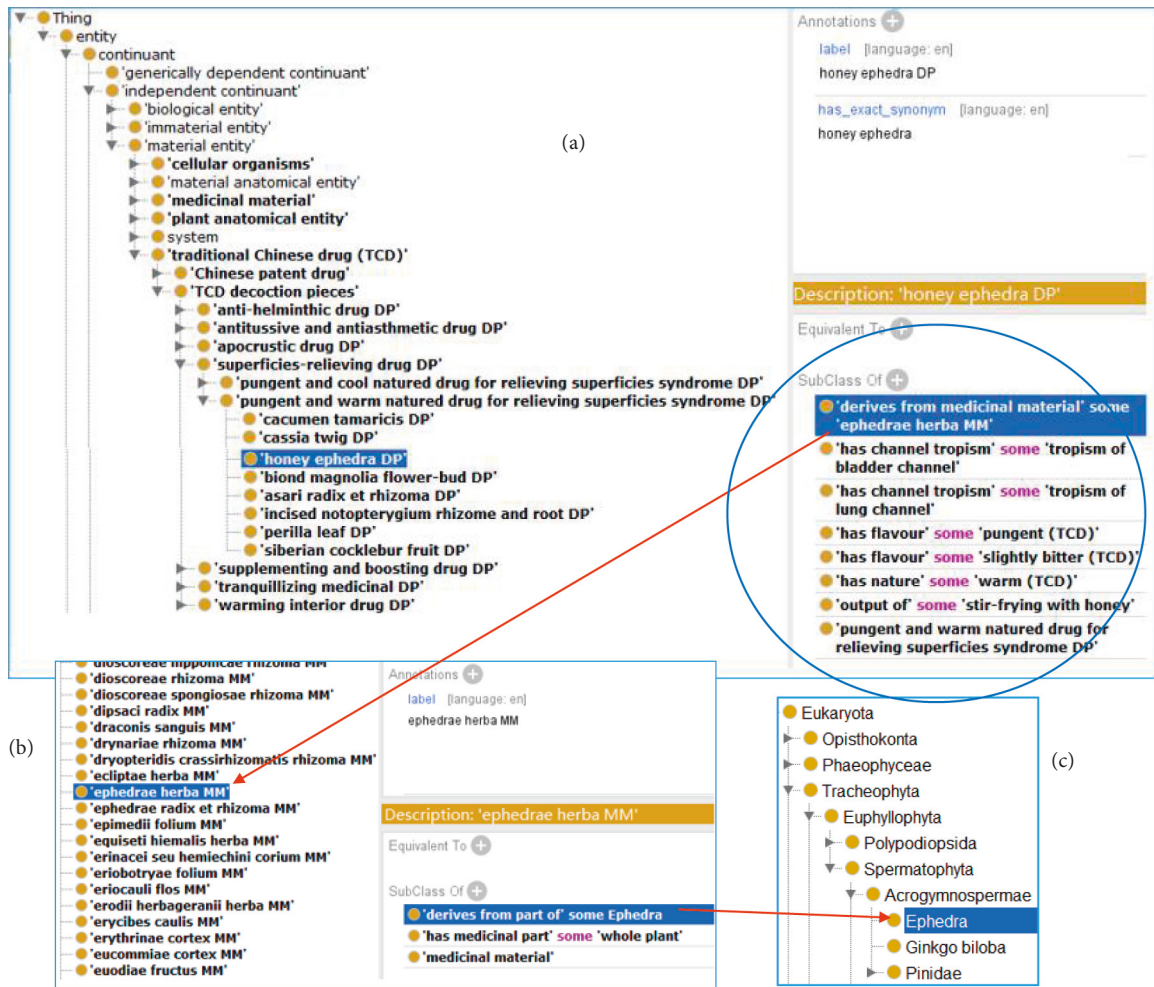 Thing
entity
continuant
'generically dependent continuant'
'independent continuant'
'biological entity'
'immaterial entity'
'material entity'
'cellular organisms'
'material anatomical entity'
'medicinal material'
'plant anatomical entity'
system
'traditional Chinese drug (TCD)'
'Chinese patent drug'
'TCD decoction pieces'
'anti-helminthic drug DP'
'antitussive and antiasthmetic drug DP'
'apocrustic drug DP'
'superficies-relieving drug DP'
'pungent and cool natured drug for relieving superficies syndrome DP'
'pungent and warm natured drug for relieving superficies syndrome DP'
'cacumen tamaricis DP'
'cassia twig DP'
'honey ephedra DP'
'biond magnolia flower-bud DP'
'asari radix et rhizoma DP'
'incised notopterygium rhizome and root DP'
'perilla leaf DP'
'siberian cocklebur fruit DP'
'supplementing and boosting drug DP'
'tranquillizing medicinal DP'
'warming interior drug DP'
(a)
Annotations
label [language: en]
honey ephedra DP
has_exact_synonym [language: en]
honey ephedra
Description: 'honey ephedra DP'
Equivalent To
SubClass Of
'derives from medicinal material' some
'ephedrae herba MM'
'has channel tropism' some 'tropism of
bladder channel'
'has channel tropism' some 'tropism of
lung channel'
'has flavour' some 'pungent (TCD)'
'has flavour' some 'slightly bitter (TCD)'
'has nature' some 'warm (TCD)'
'output of' some 'stir-frying with honey'
'pungent and warm natured drug for
relieving superficies syndrome DP'
(b)
'dioscoreae hypoglaucae rhizoma MM'
'dioscoreae rhizoma MM'
'dioscoreae spongiosae rhizoma MM'
'dipsaci radix MM'
'draconis sanguis MM'
'drynariae rhizoma MM'
'dryopteridis crassirhizomatis rhizoma MM'
'ecliptae herba MM'
'ephedrae herba MM'
'ephedrae radix et rhizoma MM'
'epimedii folium MM'
'equiseti hiemalis herba MM'
'erinacei seu hemiechini corium MM'
'eriobotryae folium MM'
'eriocauli flos MM'
'erodii herbageranii herba MM'
'erycibes caulis MM'
'erythrinae cortex MM'
'eucommiae cortex MM'
'euodiae fructus MM'
Annotations
label [language: en]
ephedrae herba MM
Description: 'ephedrae herba MM'
Equivalent To
SubClass Of
'derives from part of' some Ephedra
'has medicinal part' some 'whole plant'
'medicinal material'
(c)
Eukaryota
Opisthokonta
Phaeophyceae
Tracheophyta
Euphyllophyta
Polypodiopsida
Spermatophyta
Acrogymnospermae
Ephedra
Ginkgo biloba
Pinidae